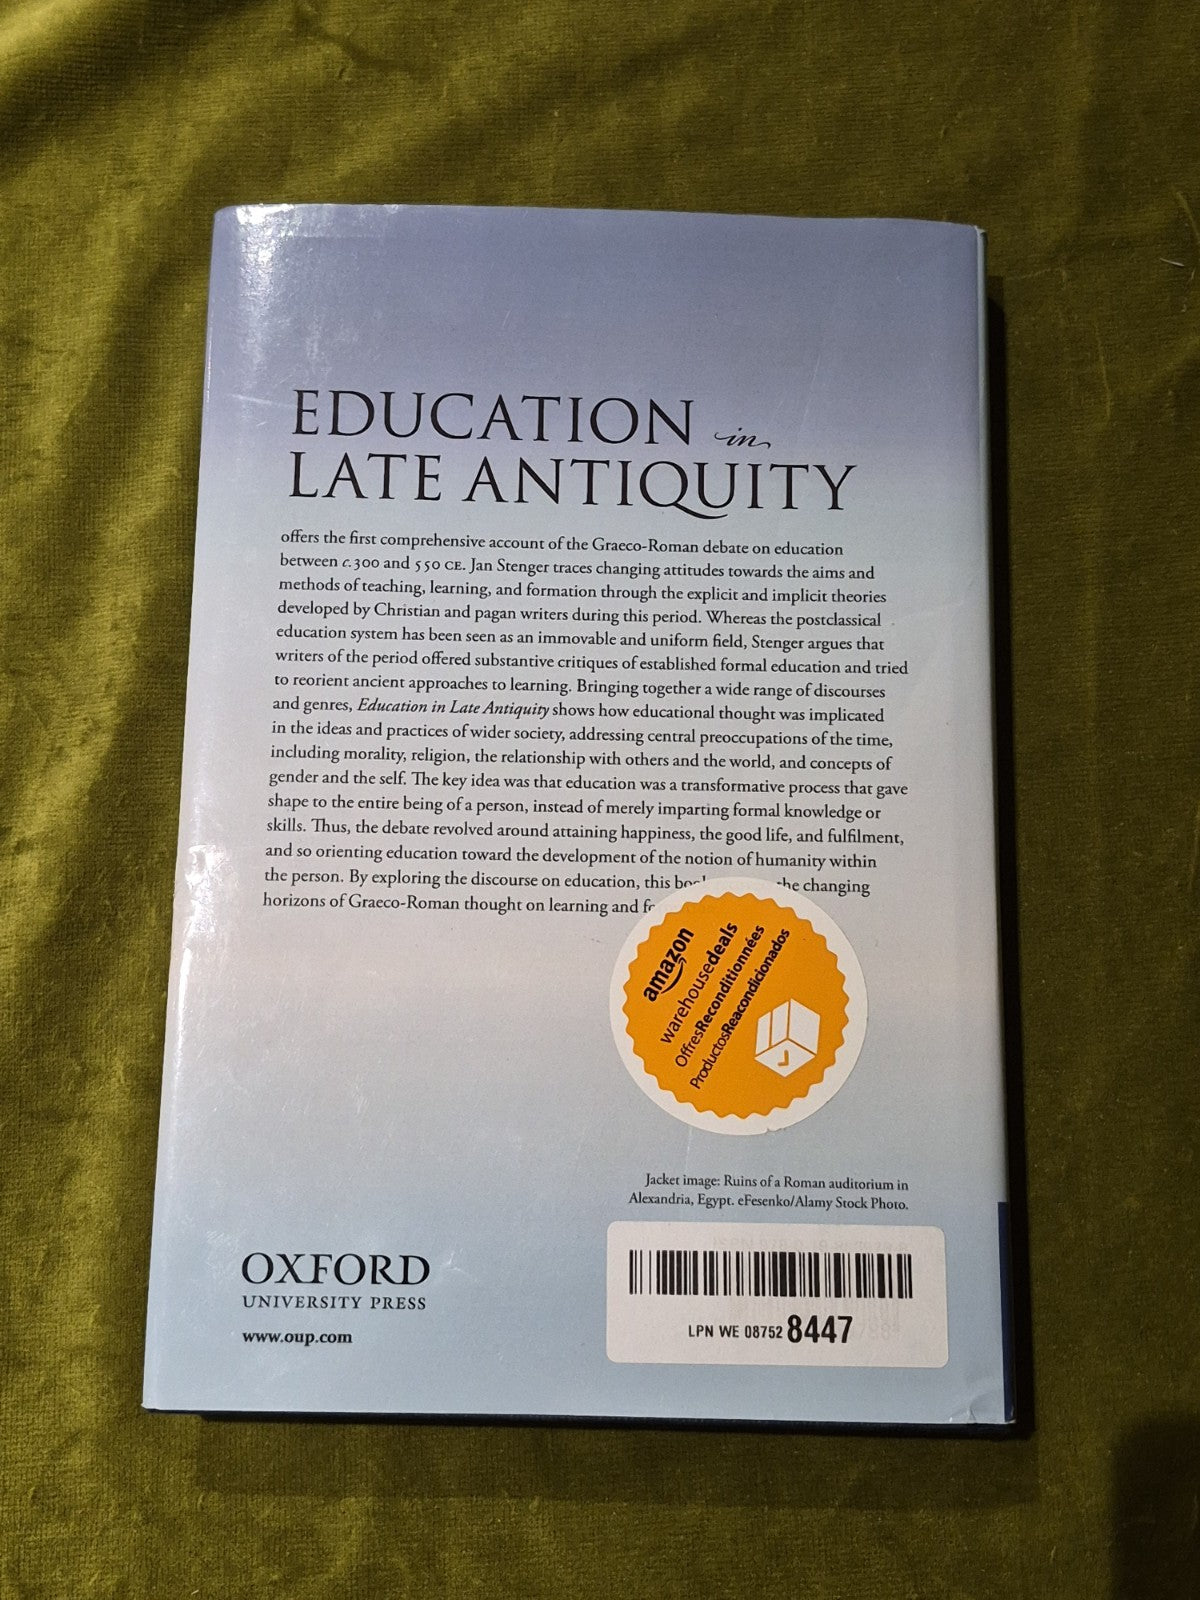 EDUCATION in
LATE ANTIQUITY
offers the first comprehensive account of the Graeco-Roman debate on education
between c.300 and 550 CE. Jan Stenger traces changing attitudes towards the aims and
methods of teaching, learning, and formation through the explicit and implicit theories
developed by Christian and pagan writers during this period. Whereas the postclassical
education system has been seen as an immovable and uniform field, Stenger argues that
writers of the period offered substantive critiques of established formal education and tried
to reorient ancient approaches to learning. Bringing together a wide range of discourses
and genres, Education in Late Antiquity shows how educational thought was implicated
in the ideas and practices of wider society, addressing central preoccupations of the time,
including morality, religion, the relationship with others and the world, and concepts of
gender and the self. The key idea was that education was a transformative process that gave
shape to the entire being of a person, instead of merely imparting formal knowledge or
skills. Thus, the debate revolved around attaining happiness, the good life, and fulfilment,
and so orienting education toward the development of the notion of humanity within
the person. By exploring the discourse on education, this the changing
horizons of Graeco-Roman thought on learning and
amazon
warehousedeals
OffresReconditionnées
ProductosReacondicionados
Jacket image: Ruins of a Roman auditorium in
Alexandria, Egypt. eFesenko/Alamy Stock Photo.
OXFORD
UNIVERSITY PRESS
www.oup.com
LPN WE 08752 8447